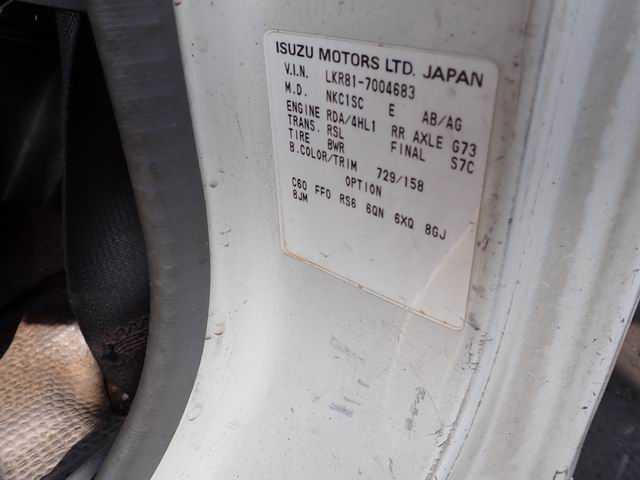 ISUZU MOTORS LTD. JAPAN
V.I.N. LKR81-7004683
M.D. NKC1SC E AB/AG
ENGINE RDA/4HL1 RR AXLE G73
TRANS. RSL FINAL S7C
TIRE BWR
B.COLOR/TRIM 729/158
OPTION
C60 FF0 RS6 6QN 6XQ 8GJ
8JM